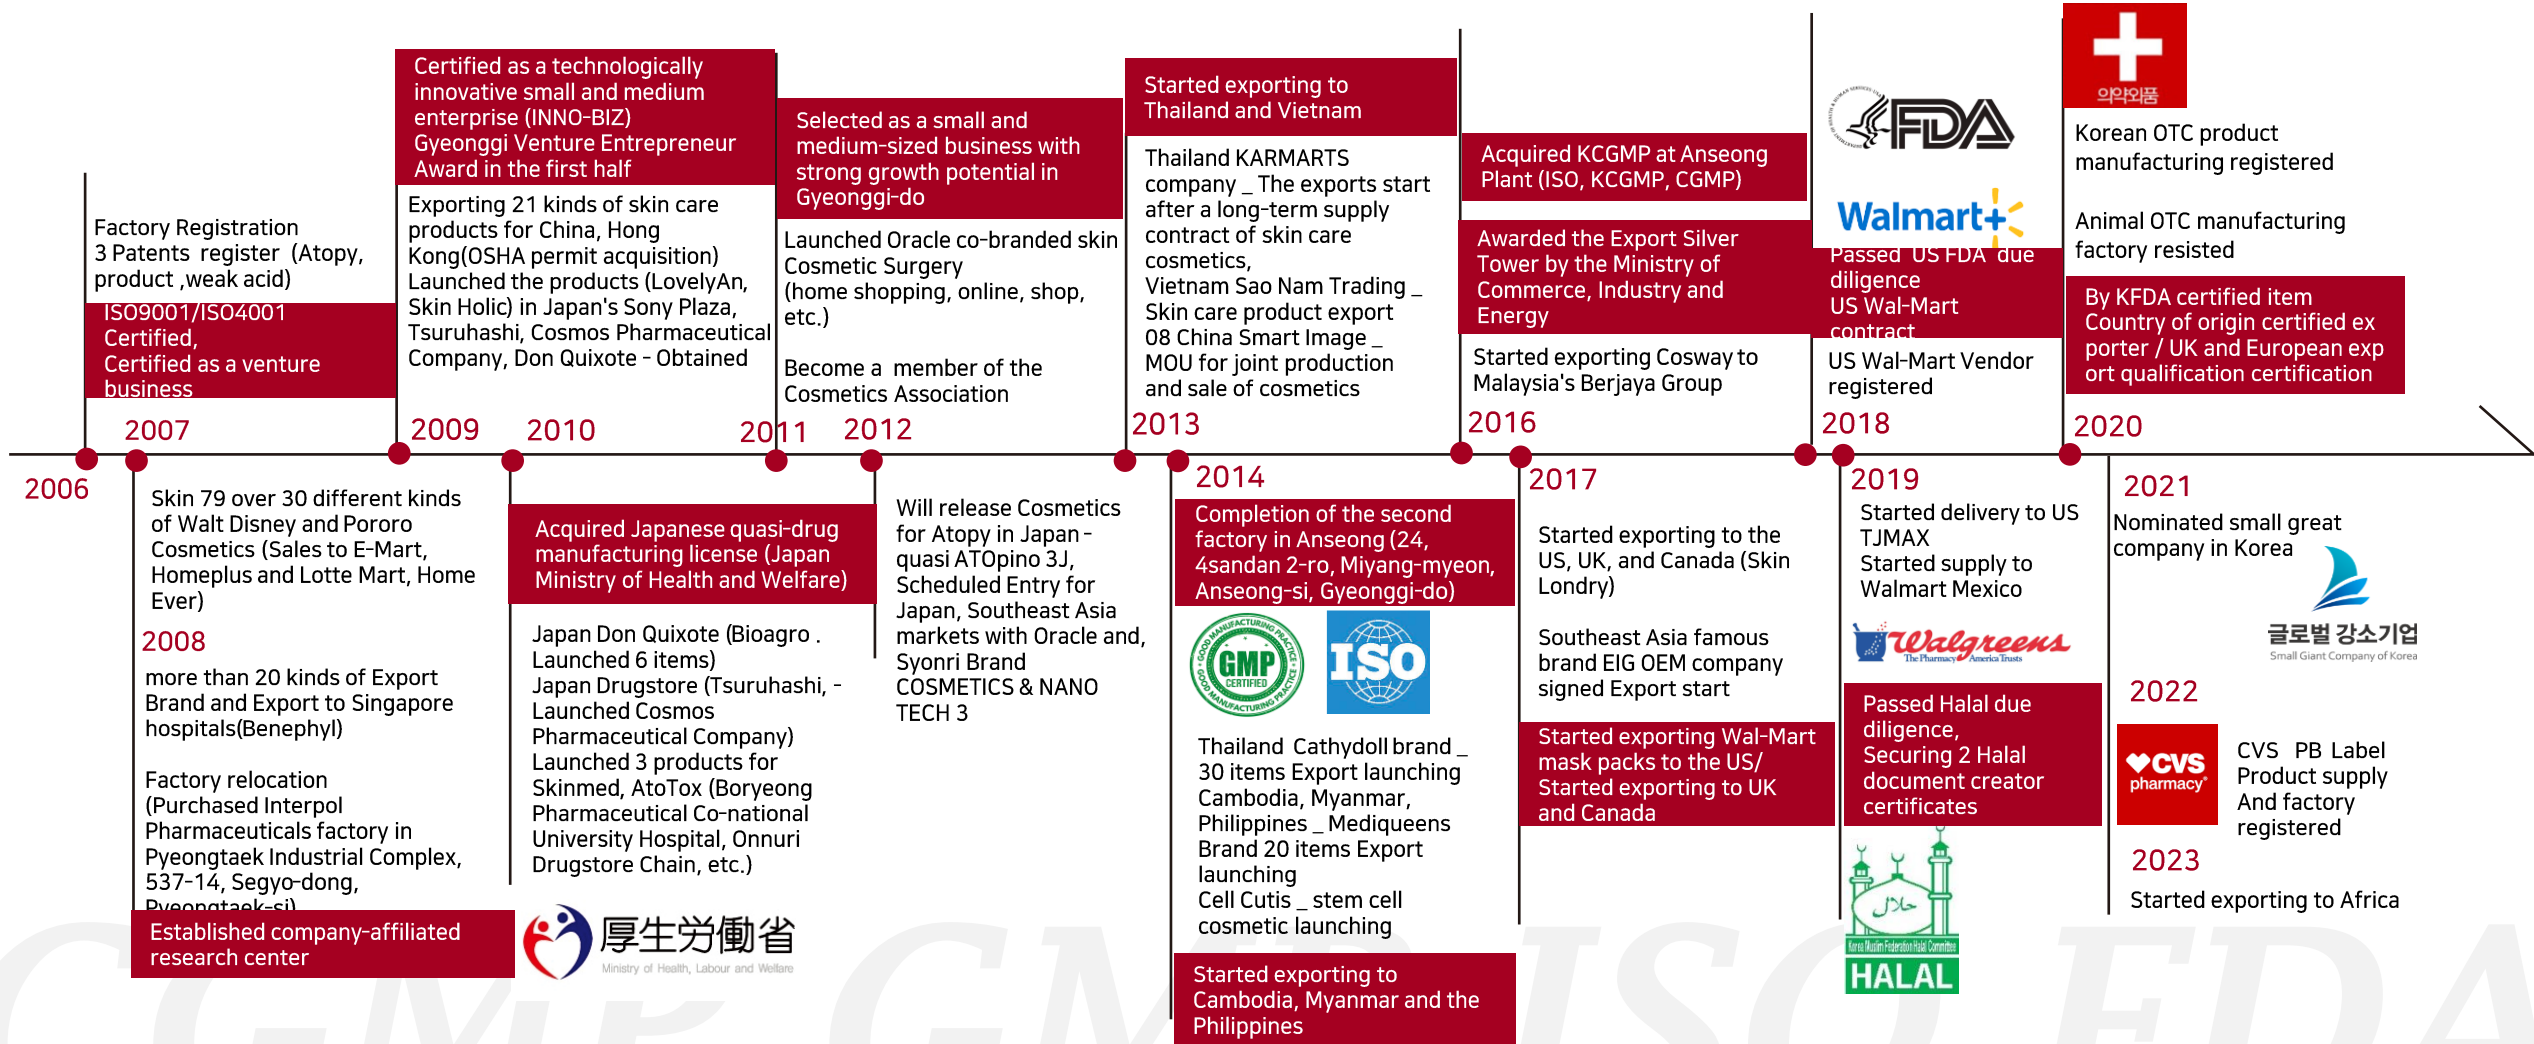 2006
Factory Registration
3 Patents register (Atopy,
product ,weak acid)
ISO9001/ISO4001
Certified,
Certified as a venture
business
2007
Skin 79 over 30 different kinds
of Walt Disney and Pororo
Cosmetics (Sales to E-Mart,
Homeplus and Lotte Mart, Home
Ever)
2008
more than 20 kinds of Export
Brand and Export to Singapore
hospitals(Benephyl)
Factory relocation
(Purchased Interpol
Pharmaceuticals factory in
Pyeongtaek Industrial Complex,
537-14, Segyo-dong,
Pyeongtaek-si)
Established company-affiliated
research center
Certified as a technologically
innovative small and medium
enterprise (INNO-BIZ)
Gyeonggi Venture Entrepreneur
Award in the first half
Exporting 21 kinds of skin care
products for China, Hong
Kong(OSHA permit acquisition)
Launched the products (LovelyAn,
Skin Holic) in Japan's Sony Plaza,
Tsuruhashi, Cosmos Pharmaceutical
Company, Don Quixote - Obtained
2009
2010
Acquired Japanese quasi-drug
manufacturing license (Japan
Ministry of Health and Welfare)
Japan Don Quixote (Bioagro .
Launched 6 items)
Japan Drugstore (Tsuruhashi, -
Launched Cosmos
Pharmaceutical Company)
Launched 3 products for
Skinmed, AtoTox (Boryeong
Pharmaceutical Co-national
University Hospital, Onnuri
Drugstore Chain, etc.)
厚生労働省
Ministry of Health, Labour and Welfare
Selected as a small and
medium-sized business with
strong growth potential in
Gyeonggi-do
Launched Oracle co-branded skin
Cosmetic Surgery
(home shopping, online, shop,
etc.)
Become a member of the
Cosmetics Association
2011
2012
Will release Cosmetics
for Atopy in Japan -
quasi ATOpino 3J,
Scheduled Entry for
Japan, Southeast Asia
markets with Oracle and,
Syonri Brand
COSMETICS & NANO
TECH 3
Started exporting to
Thailand and Vietnam
Thailand KARMARTS
company _ The exports start
after a long-term supply
contract of skin care
cosmetics,
Vietnam Sao Nam Trading _
Skin care product export
08 China Smart Image _
MOU for joint production
and sale of cosmetics
2013
2014
Completion of the second
factory in Anseong (24,
4sandan 2-ro, Miyang-myeon,
Anseong-si, Gyeonggi-do)
GOOD MANUFACTURING PRACTICE
GMP
CERTIFIED
GOOD MANUFACTURING PRACTICE
ISO
Thailand Cathydoll brand _
30 items Export launching
Cambodia, Myanmar,
Philippines _ Mediqueens
Brand 20 items Export
launching
Cell Cutis _ stem cell
cosmetic launching
Started exporting to
Cambodia, Myanmar and the
Philippines
Acquired KCGMP at Anseong
Plant (ISO, KCGMP, CGMP)
Awarded the Export Silver
Tower by the Ministry of
Commerce, Industry and
Energy
Started exporting Cosway to
Malaysia's Berjaya Group
2016
2017
Started exporting to the
US, UK, and Canada (Skin
Londry)
Southeast Asia famous
brand EIG OEM company
signed Export start
Started exporting Wal-Mart
mask packs to the US/
Started exporting to UK
and Canada
FDA
Walmart+
Passed US FDA due
diligence
US Wal-Mart
contract
US Wal-Mart Vendor
registered
2018
2019
Started delivery to US
TJMAX
Started supply to
Walmart Mexico
Walgreens
The Pharmacy America Trusts
Passed Halal due
diligence,
Securing 2 Halal
document creator
certificates
حلال
Korea Muslim Federation Halal Committee
HALAL
의약외품
Korean OTC product
manufacturing registered
Animal OTC manufacturing
factory resisted
By KFDA certified item
Country of origin certified ex
porter / UK and European exp
ort qualification certification
2020
2021
Nominated small great
company in Korea
글로벌 강소기업
Small Giant Company of Korea
2022
CVS
pharmacy
CVS PB Label
Product supply
And factory
registered
2023
Started exporting to Africa
CGMP GMP ISO FDA